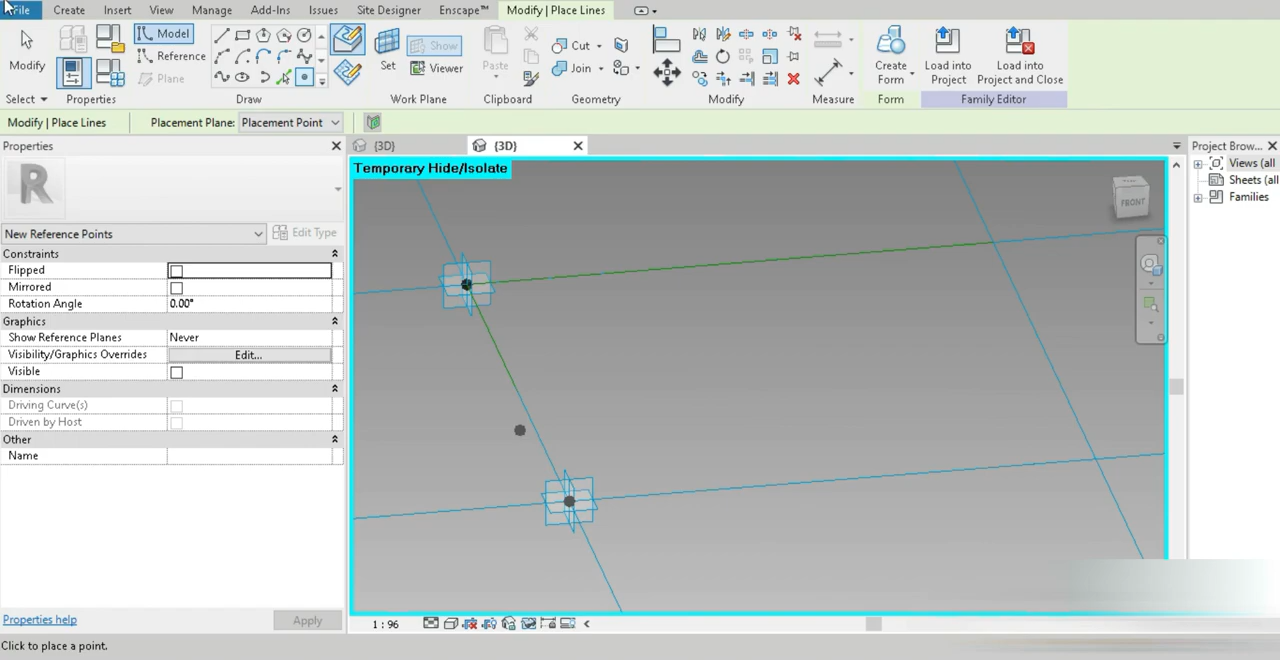 File Create Insert View Manage Add-Ins Issues Site Designer Enscape™ Modify | Place Lines
Modify
Select
Properties
Model
Reference
Plane
Draw
Set
Show
Viewer
Work Plane
Paste
Clipboard
Cut
Join
Geometry
Modify
Measure
Create Form
Form
Load into Project
Load into Project and Close
Family Editor
Modify | Place Lines Placement Plane: Placement Point
Properties
{3D}
{3D}
Project Brow...
R
New Reference Points Edit Type
Constraints
Flipped
Mirrored
Rotation Angle 0.00°
Graphics
Show Reference Planes Never
Visibility/Graphics Overrides Edit...
Visible
Dimensions
Driving Curve(s)
Driven by Host
Other
Name
Properties help Apply
Temporary Hide/Isolate
FRONT
Views (all
Sheets (all
Families
1 : 96
Click to place a point.